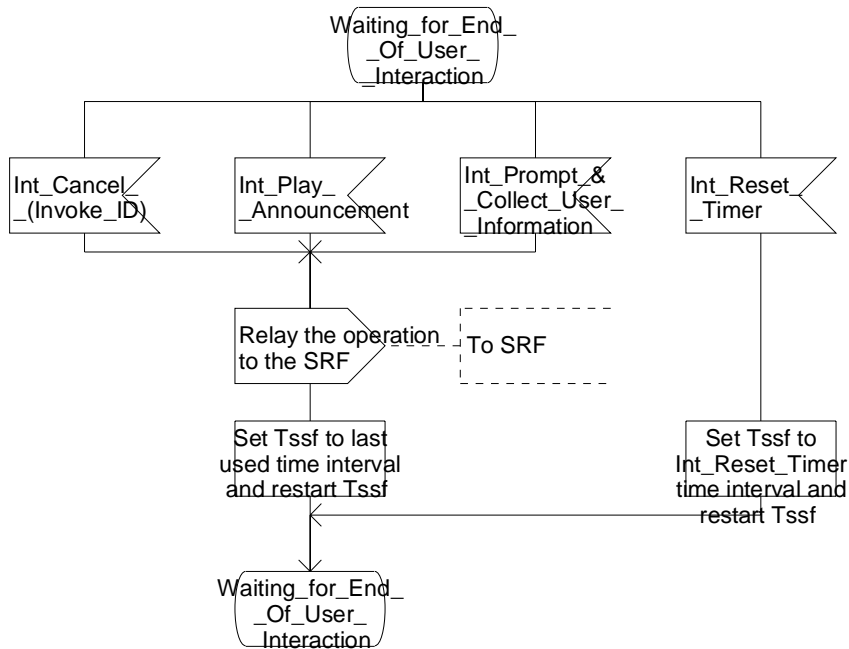 Waiting_for_End_
_Of_User_
_Interaction
Int_Cancel_
_(Invoke_ID)
Int_Play_
_Announcement
Int_Prompt_&
_Collect_User_
_Information
Int_Reset_
_Timer
Relay the operation
to the SRF
To SRF
Set Tssf to last
used time interval
and restart Tssf
Set Tssf to
Int_Reset_Timer
time interval and
restart Tssf
Waiting_for_End_
_Of_User_
_Interaction